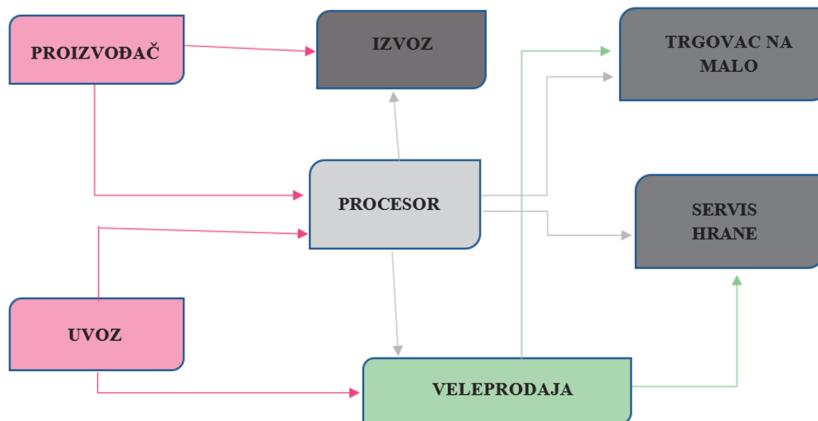 PROIZVOĐAČ
IZVOZ
TRGOVAC NA
MALO
PROCESOR
SERVIS
HRANE
UVOZ
VELEPRODAJA